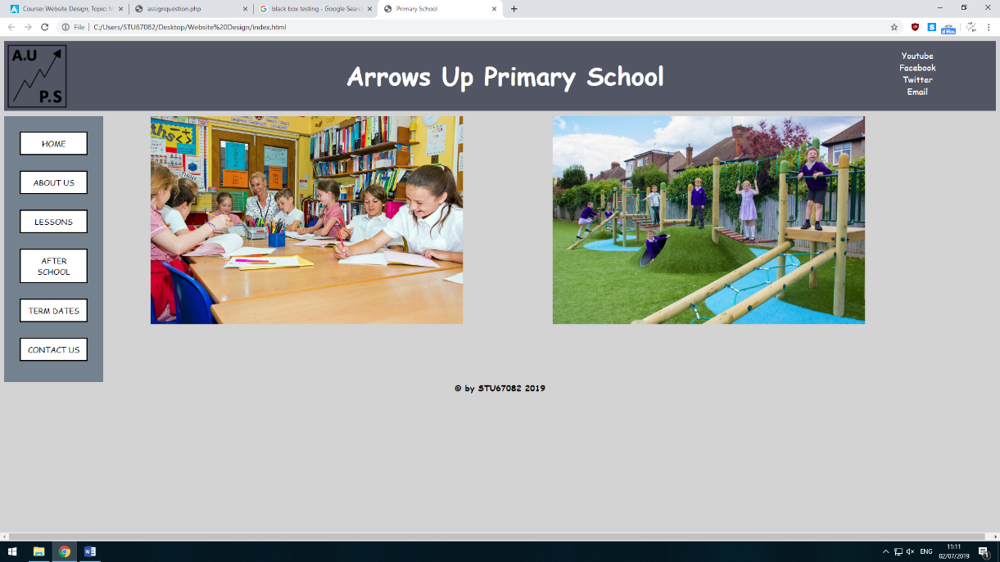 Course: Website Design, Topic: M
assignquestion.php
black box testing - Google Searc
Primary School
File
C:/Users/STU67082/Desktop/Website%20Design/index.html
A.U
P.S
Arrows Up Primary School
Youtube
Facebook
Twitter
Email
HOME
ABOUT US
LESSONS
AFTER
SCHOOL
TERM DATES
CONTACT US
© by STU67082 2019
ENG
11:11
02/07/2019